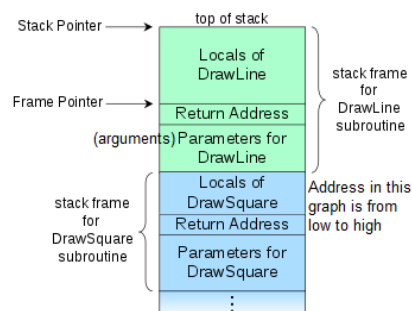 Stack Pointer
top of stack
Locals of
DrawLine
stack frame
for
DrawLine
subroutine
Frame Pointer
Return Address
(arguments)
Parameters for
DrawLine
stack frame
for
DrawSquare
subroutine
Locals of
DrawSquare
Return Address
Parameters for
DrawSquare
Address in this
graph is from
low to high
⋮